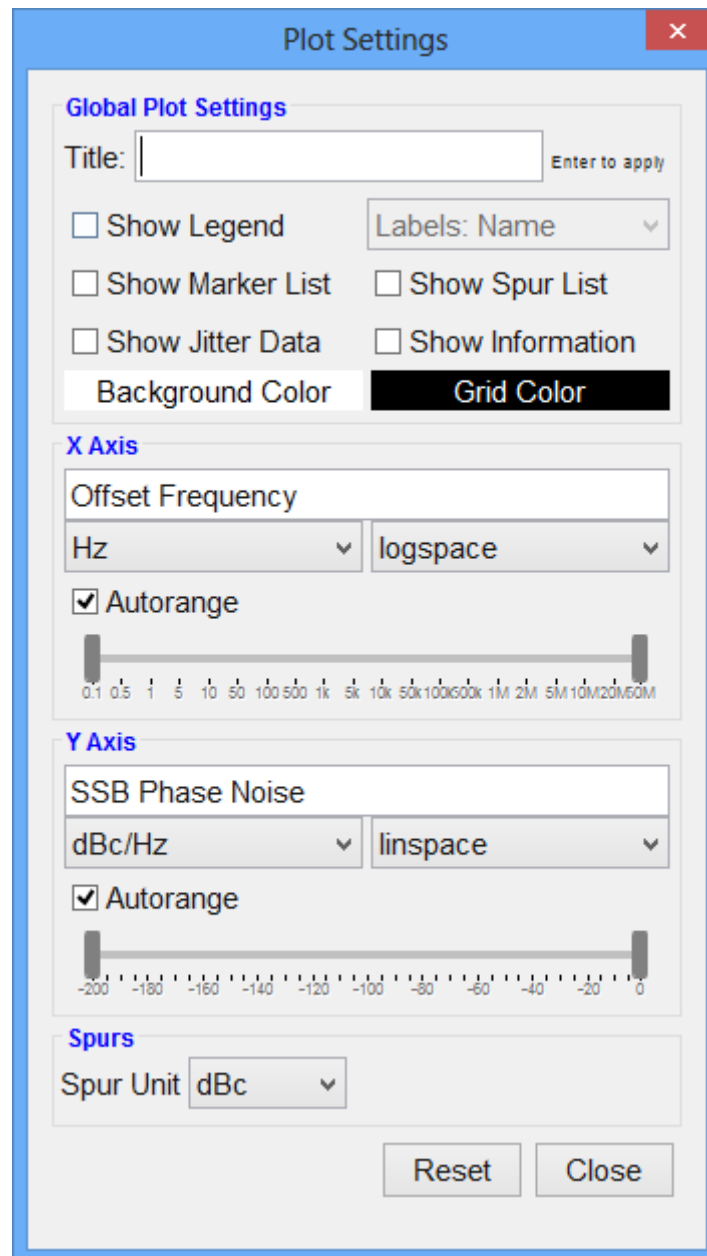 Plot Settings
Global Plot Settings
Title: Enter to apply
Show Legend Labels: Name
Show Marker List Show Spur List
Show Jitter Data Show Information
Background Color Grid Color
X Axis
Offset Frequency
Hz logspace
Autorange
0.1 0.5 1 5 10 50 100 500 1k 5k 10k 50k 100k 500k 1M 2M 5M 10M 20M 50M
Y Axis
SSB Phase Noise
dBc/Hz linspace
Autorange
-200 -180 -160 -140 -120 -100 -80 -60 -40 -20 0
Spurs
Spur Unit dBc
Reset Close